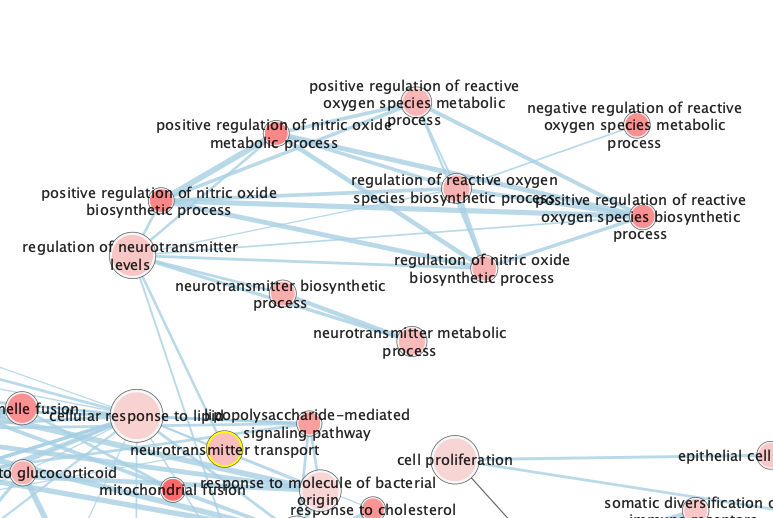 positive regulation of reactive
oxygen species metabolic
process
negative regulation of reactive
oxygen species metabolic
process
positive regulation of nitric oxide
metabolic process
regulation of reactive oxygen
species biosynthetic process
positive regulation of nitric oxide
biosynthetic process
positive regulation of reactive
oxygen species biosynthetic
process
regulation of neurotransmitter
levels
regulation of nitric oxide
biosynthetic process
neurotransmitter biosynthetic
process
neurotransmitter metabolic
process
nelle fusion
cellular response to lipid
lipopolysaccharide-mediated
signaling pathway
neurotransmitter transport
cell proliferation
epithelial cell
to glucocorticoid
mitochondrial fusion
response to molecule of bacterial
origin
response to cholesterol
somatic diversification o